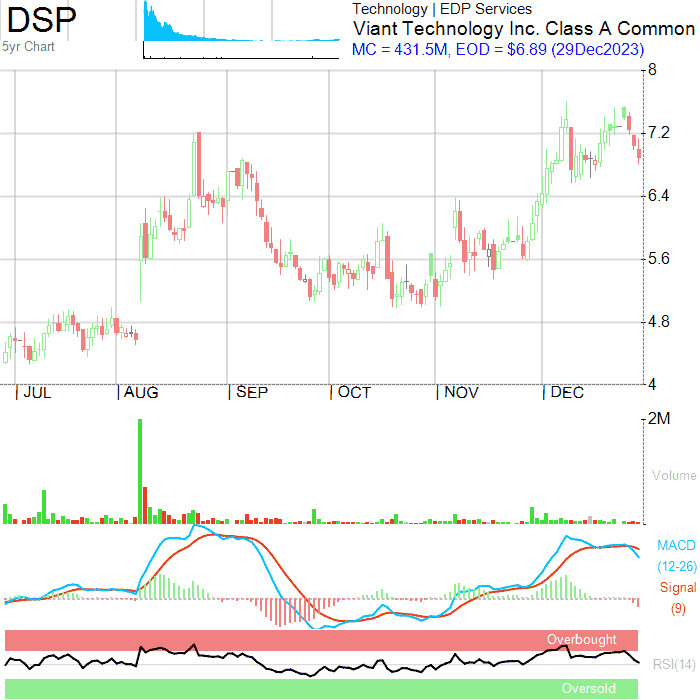 DSP
5yr Chart
Technology | EDP Services
Viant Technology Inc. Class A Common
MC = 431.5M, EOD = $6.89 (29Dec2023)
8
7.2
6.4
5.6
4.8
4
JUL AUG SEP OCT NOV DEC
2M
Volume
MACD
(12-26)
Signal
(9)
Overbought
RSI(14)
Oversold